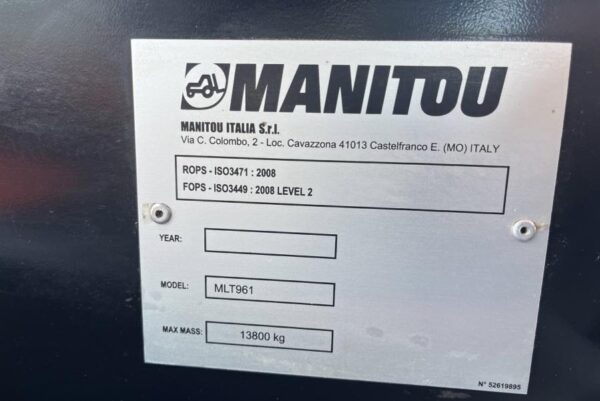 MANITOU
MANITOU ITALIA S.r.l.
Via C. Colombo, 2 - Loc. Cavazzona 41013 Castelfranco E. (MO) ITALY
ROPS - ISO3471 : 2008
FOPS - ISO3449 : 2008 LEVEL 2
YEAR:
MODEL: MLT961
MAX MASS: 13800 kg
N° 52619895